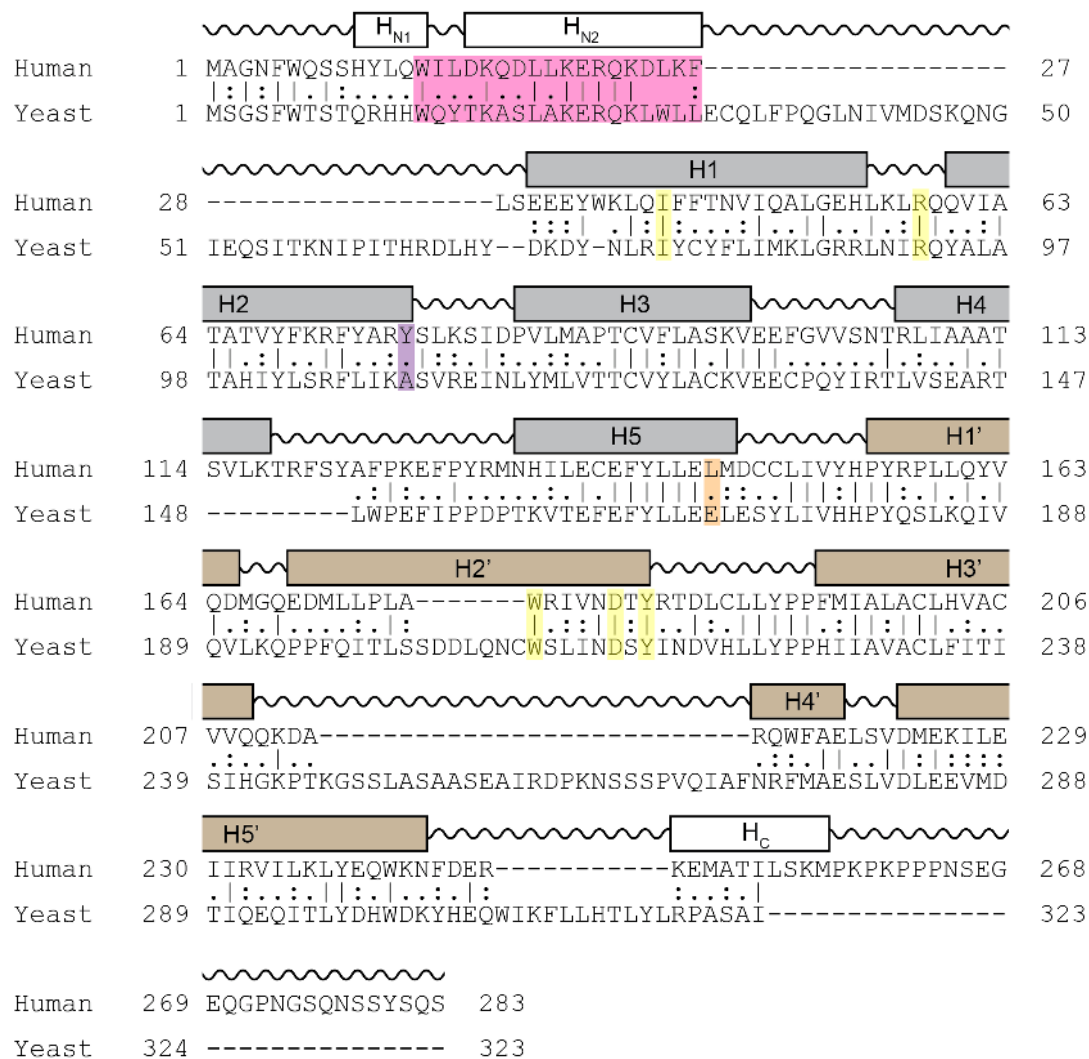 H_N1 H_N2
Human 1 MAGNFWQSSHYLQWILDKQDLLKERQKDLKF------------------- 27
Yeast 1 MSGSFWTSTQRHHWQYTKASLAKERQKLWLLECQLFPQGLNIVMDSKQNG 50
H1
Human 28 ------------------LSEEEYWKLQIFFTNVIQALGEHLKLRQQVIA 63
Yeast 51 IEQSITKNIPITHRDLHY--DKDY-NLRIYCYFLIMKLGRRLNIRQYALA 97
H2 H3 H4
Human 64 TATVYFKRFYARYSLKSIDPVLMAPTCVFLASKVEEFGVVSNTRLIAAAT 113
Yeast 98 TAHIYLSRFLIKASVREINLYMLVTTCVYLACKVEECPQYIRTLVSEART 147
H5 H1'
Human 114 SVLKTRFSYAFPKEFPYRMNHILECEFYLLELMDCCLIVYHPYRPLLQYV 163
Yeast 148 ---------LWPEFIPPDPTKVTEFEFYLLEELESYLIVHHPYQSLKQIV 188
H2' H3'
Human 164 QDMGQEDMLLPLA-------WRIVNDTYRTDLCLLYPPFMIALACLHVAC 206
Yeast 189 QVLKQPPFQITLSSDDLQNCWSLINDSYINDVHLLYPPHIIAVACLFITI 238
H4'
Human 207 VVQQKDA---------------------------RQWFAELSVDMEKILE 229
Yeast 239 SIHGKPTKGSSLASAASEAIRDPKNSSSPVQIAFNRFMAESLVDLEEVMD 288
H5' H_C
Human 230 IIRVILKLYEQWKNFDER-----------KEMATILSKMPKPKPPPNSEG 268
Yeast 289 TIQEQITLYDHWDKYHEQWIKFLLHTLYLRPASAI--------------- 323
Human 269 EQGPNGSQNSSYSQS 283
Yeast 324 --------------- 323